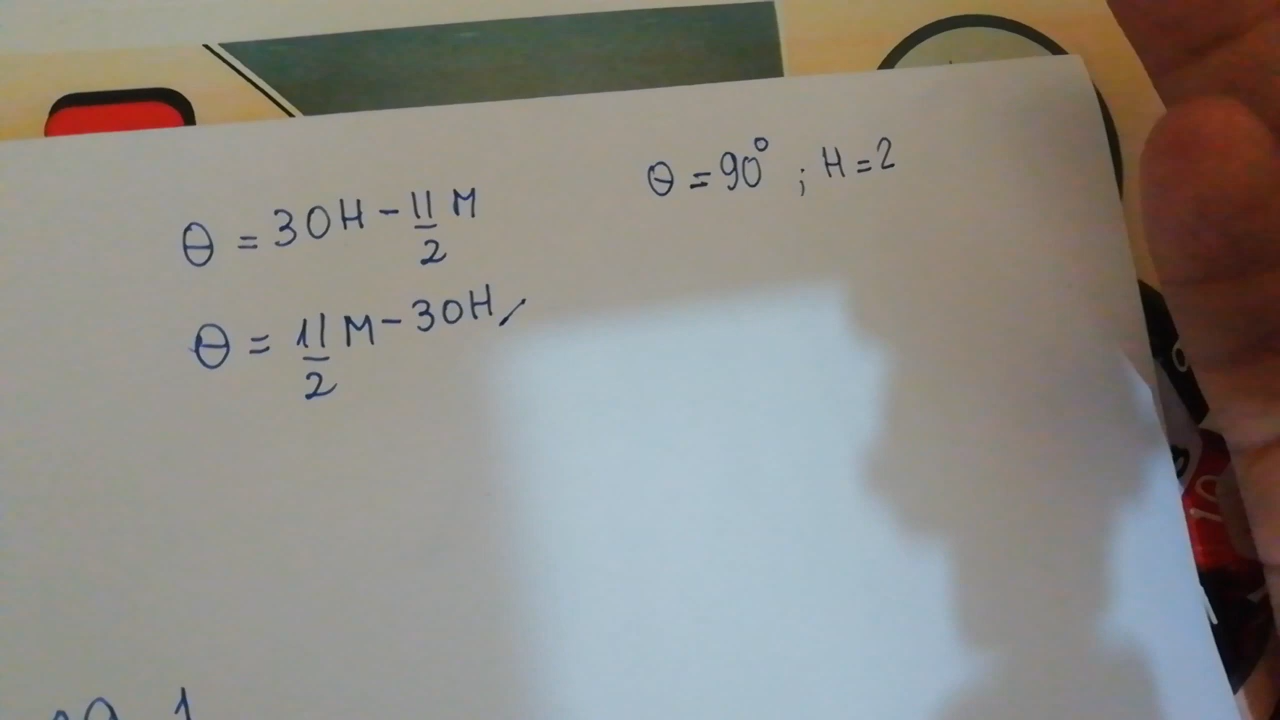 θ = 30H - 11/2 M
θ = 90° ; H = 2
θ = 11/2 M - 30H